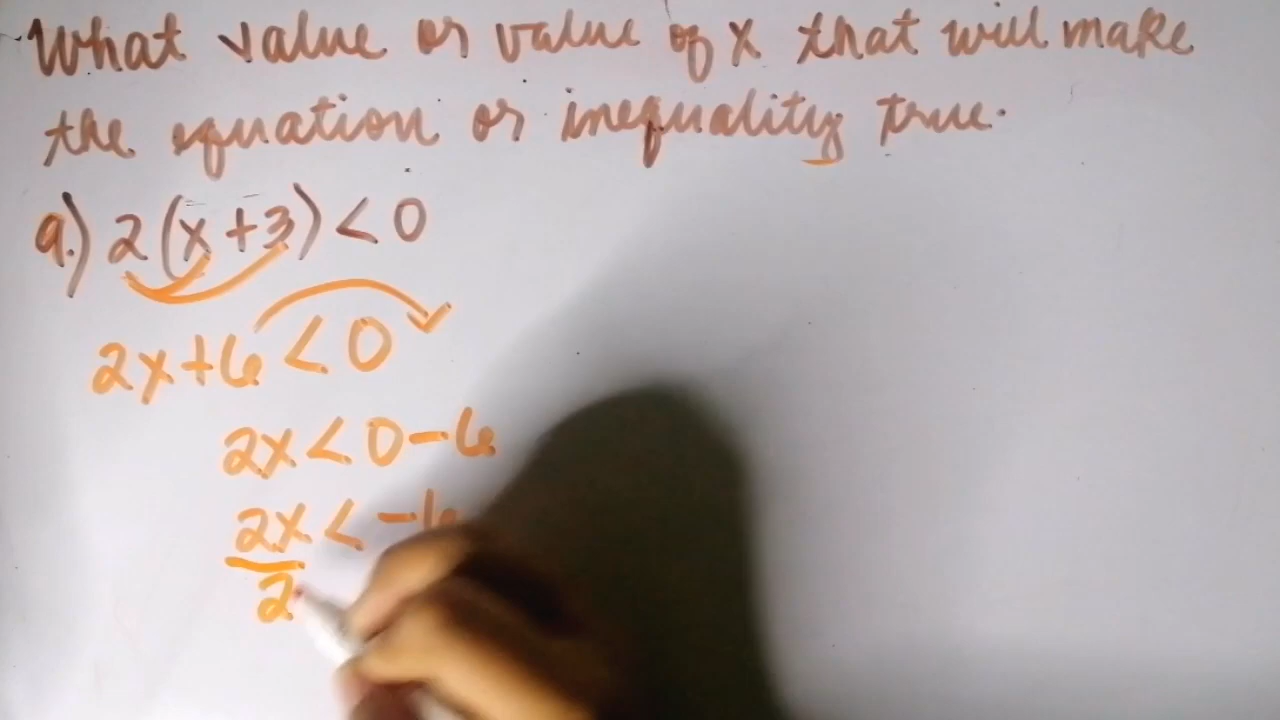 What value or value of x that will make
the equation or inequality true.
a.) 2(x+3) < 0
2x+6 < 0
2x < 0-6
2x < -6
2